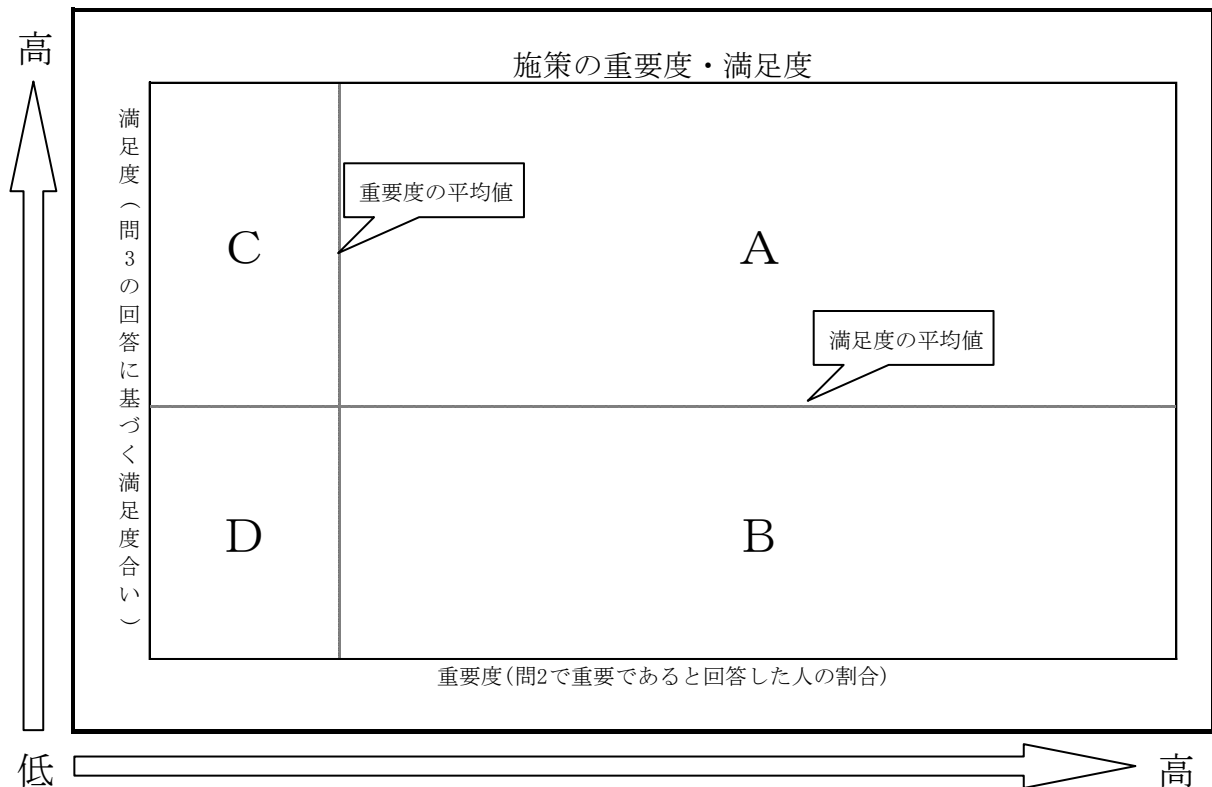 高
施策の重要度・満足度
満足度(問3の回答に基づく満足度合い)
重要度の平均値
C
A
満足度の平均値
D
B
重要度(問2で重要であると回答した人の割合)
低
高